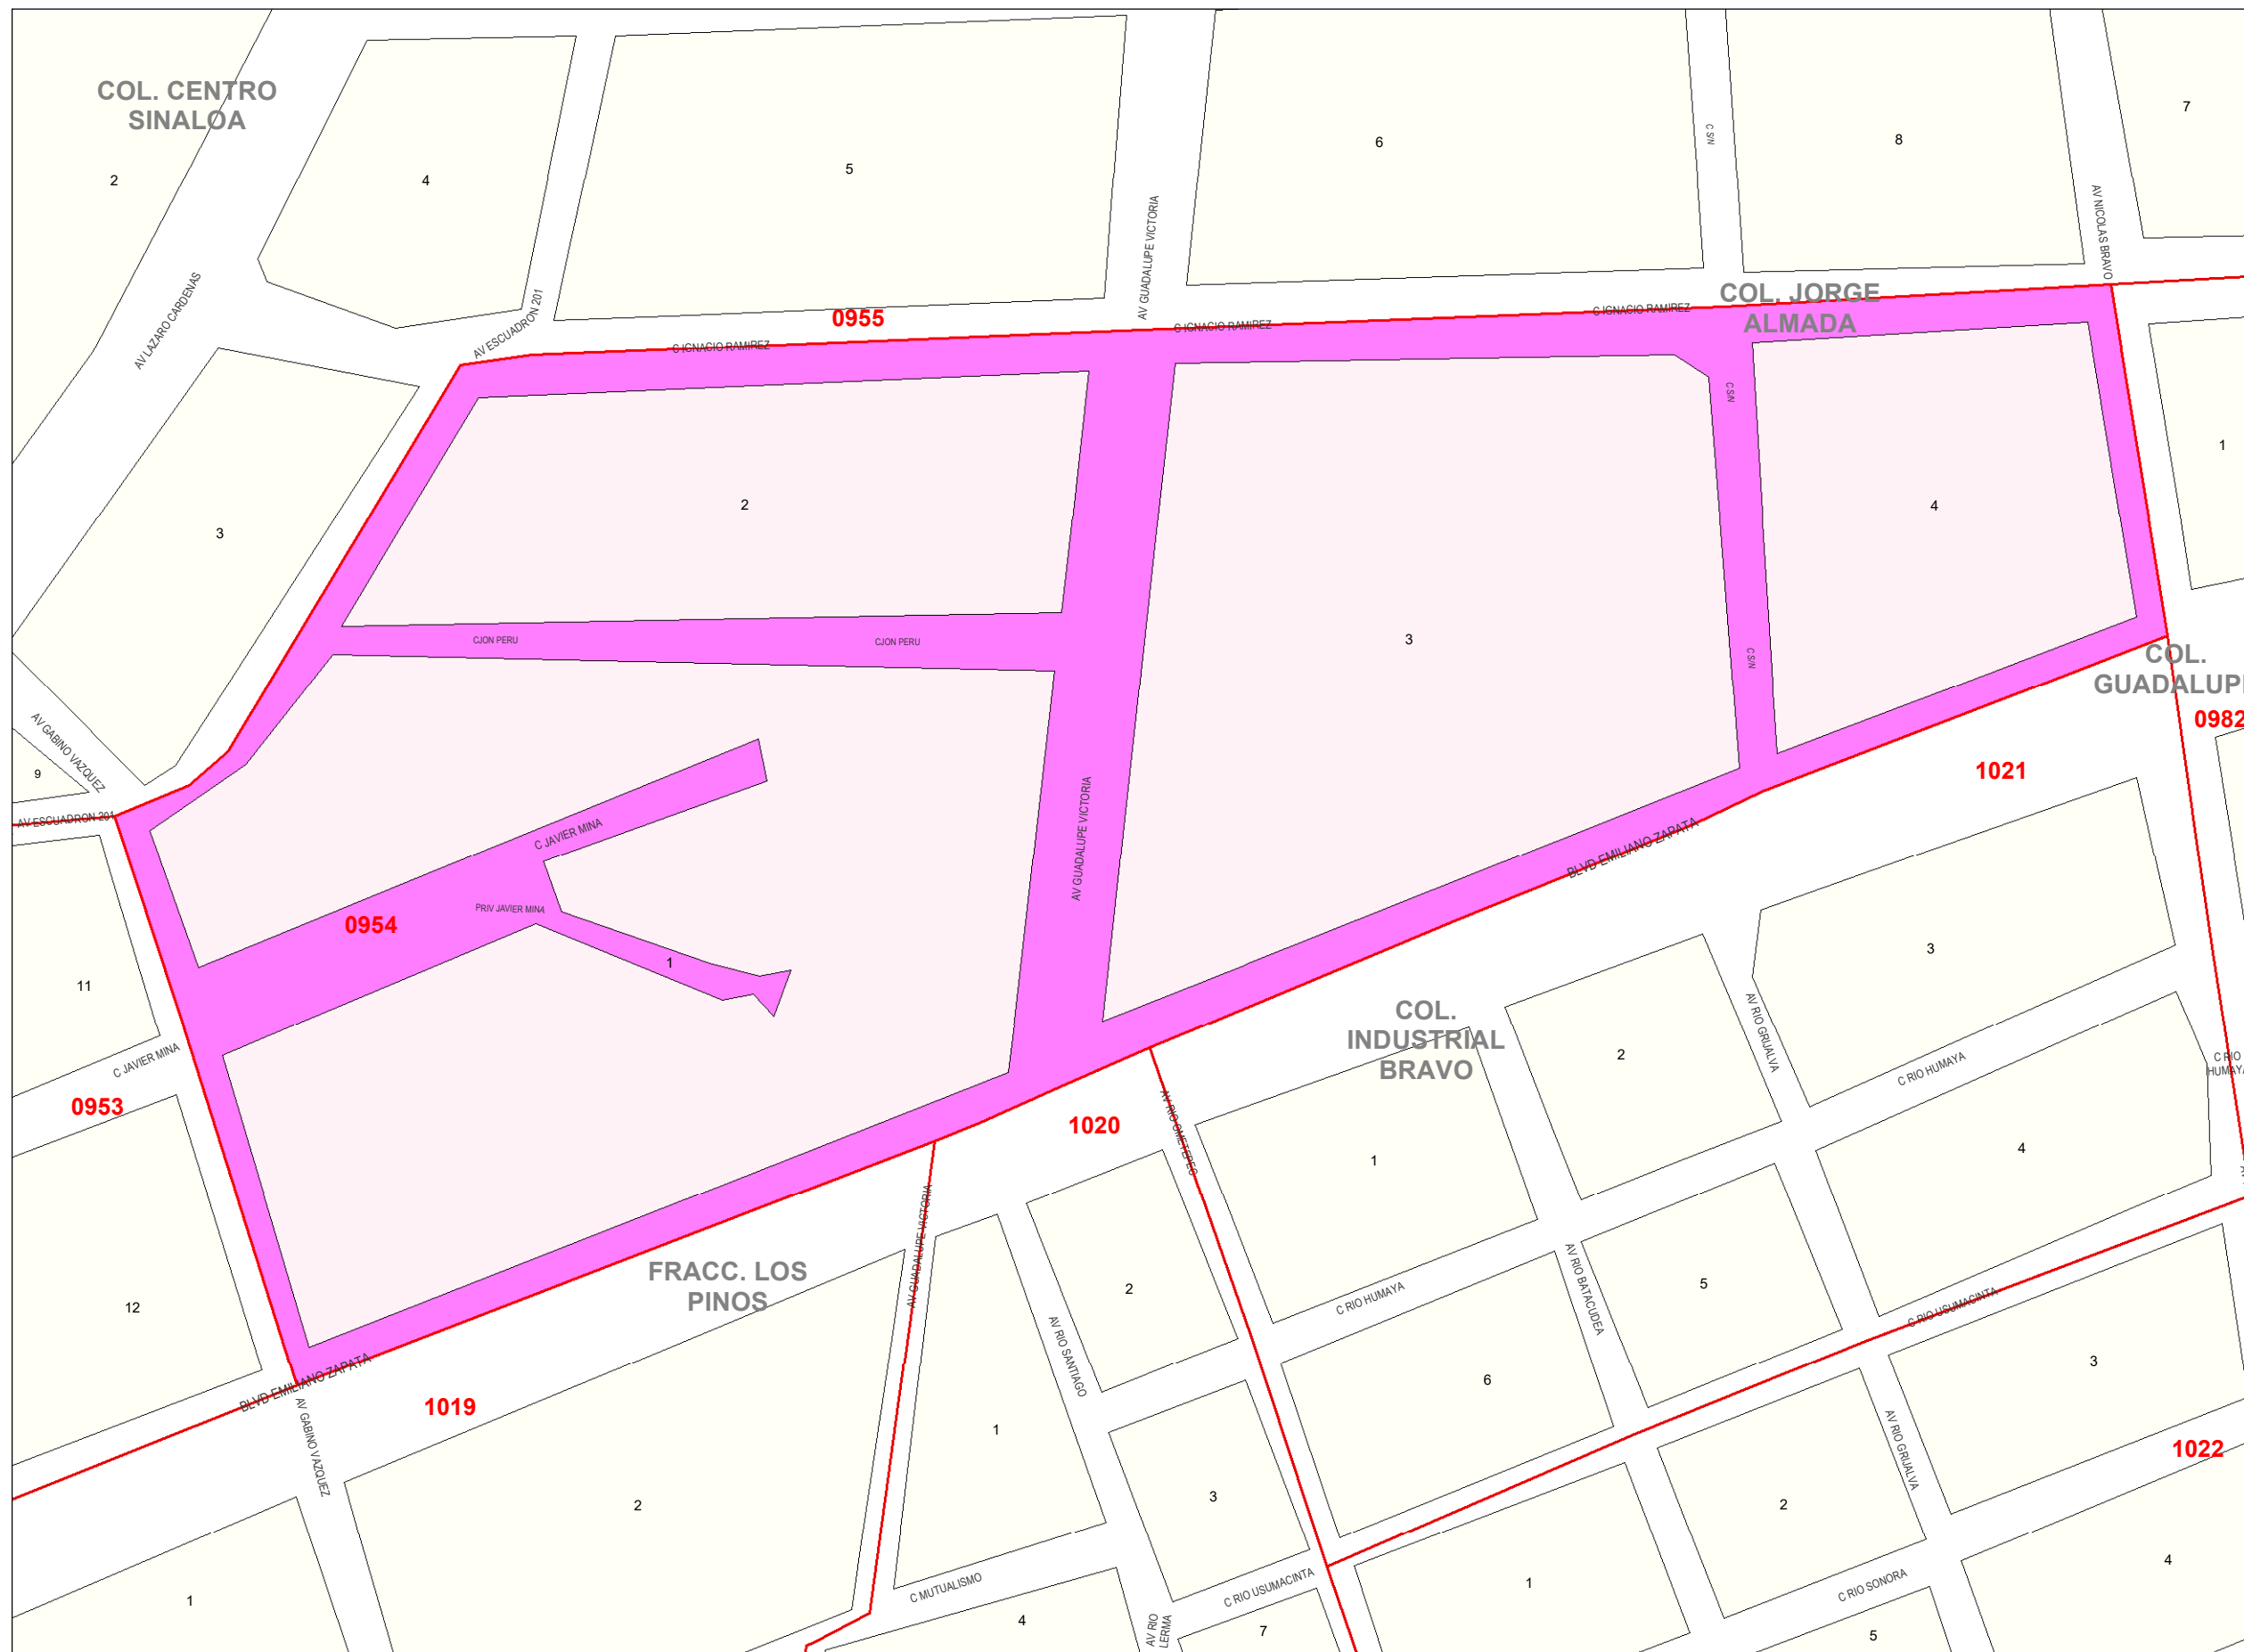 COL. CENTRO
SINALOA
2
4
5
6
8
7
C S/N
AV LAZARO CARDENAS
AV ESCUADRON 201
AV GUADALUPE VICTORIA
AV NICOLAS BRAVO
0955
C IGNACIO RAMIREZ
C IGNACIO RAMIREZ
C IGNACIO RAMIREZ
COL. JORGE
ALMADA
C S/N
1
3
2
4
CJON PERU
CJON PERU
3
C S/N
COL.
GUADALUPE
0982
AV GABINO VAZQUEZ
9
AV ESCUADRON 201
1021
C JAVIER MINA
AV GUADALUPE VICTORIA
BLVD EMILIANO ZAPATA
PRIV JAVIER MINA
0954
1
11
3
C JAVIER MINA
COL.
INDUSTRIAL
BRAVO
2
AV RIO GRIJALVA
C RIO HUMAYA
C RIO
HUMAYA
0953
1020
AV RIO OMETEPEC
1
4
AV GUADALUPE VICTORIA
FRACC. LOS
PINOS
2
12
C RIO HUMAYA
AV RIO BATACUDEA
5
C RIO USUMACINTA
BLVD EMILIANO ZAPATA
AV RIO SANTIAGO
6
3
1019
AV GABINO VAZQUEZ
1
AV RIO GRIJALVA
1022
2
3
2
1
1
4
C MUTUALISMO
C RIO USUMACINTA
C RIO SONORA
4
AV RIO
LERMA
7
5